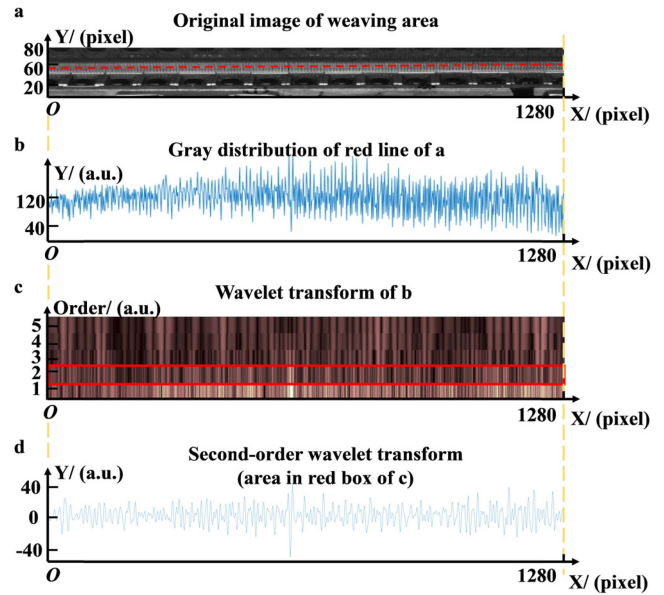 a
Original image of weaving area
Y/ (pixel)
80
60
20
O
1280
X/ (pixel)
b
Gray distribution of red line of a
Y/ (a.u.)
120
40
O
1280
X/ (pixel)
c
Wavelet transform of b
Order/ (a.u.)
5
4
3
2
1
O
1280
X/ (pixel)
d
Second-order wavelet transform
(area in red box of c)
Y/ (a.u.)
40
0
-40
O
1280
X/ (pixel)